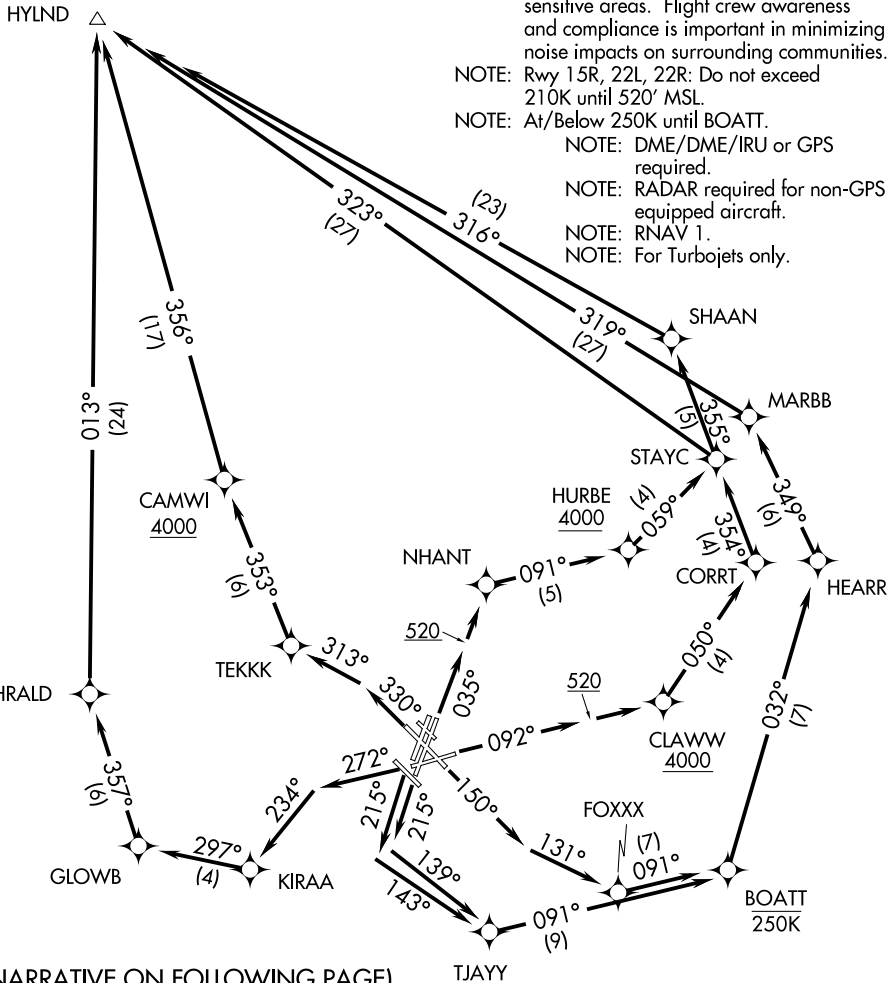 HYLND
sensitive areas. Flight crew awareness
and compliance is important in minimizing
noise impacts on surrounding communities.
NOTE: Rwy 15R, 22L, 22R: Do not exceed
210K until 520' MSL.
NOTE: At/Below 250K until BOATT.
NOTE: DME/DME/IRU or GPS
required.
NOTE: RADAR required for non-GPS
equipped aircraft.
NOTE: RNAV 1.
NOTE: For Turbojets only.
323°
(27)
(23)
316°
319°
(27)
356°
(17)
013°
(24)
SHAAN
MARBB
355°
(5)
STAYC
349°
(6)
354°
(4)
CAMWI
4000
HURBE
4000
(4)
059°
NHANT
091°
(5)
CORRT
HEARR
353°
(6)
520
050°
(4)
TEKKK
313°
330°
035°
520
032°
(7)
HRALD
092°
CLAWW
4000
357°
(6)
272°
234°
215°
215°
150°
FOXXX
(7)
131°
091°
297°
(4)
GLOWB
KIRAA
139°
143°
091°
(9)
BOATT
250K
TJAYY
NARRATIVE ON FOLLOWING PAGE)